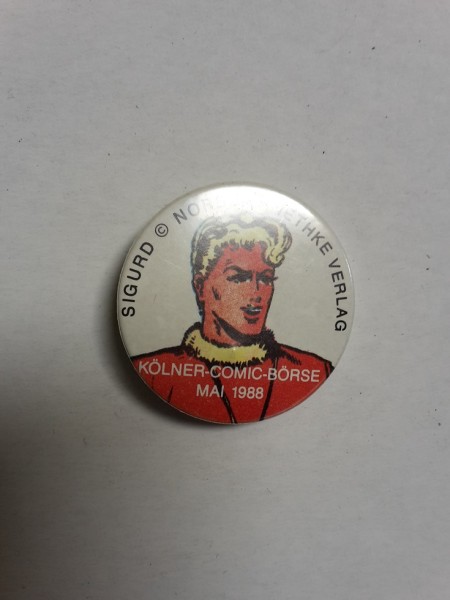 SIGURD © VERLAG
KÖLNER-COMIC-BÖRSE
MAI 1988